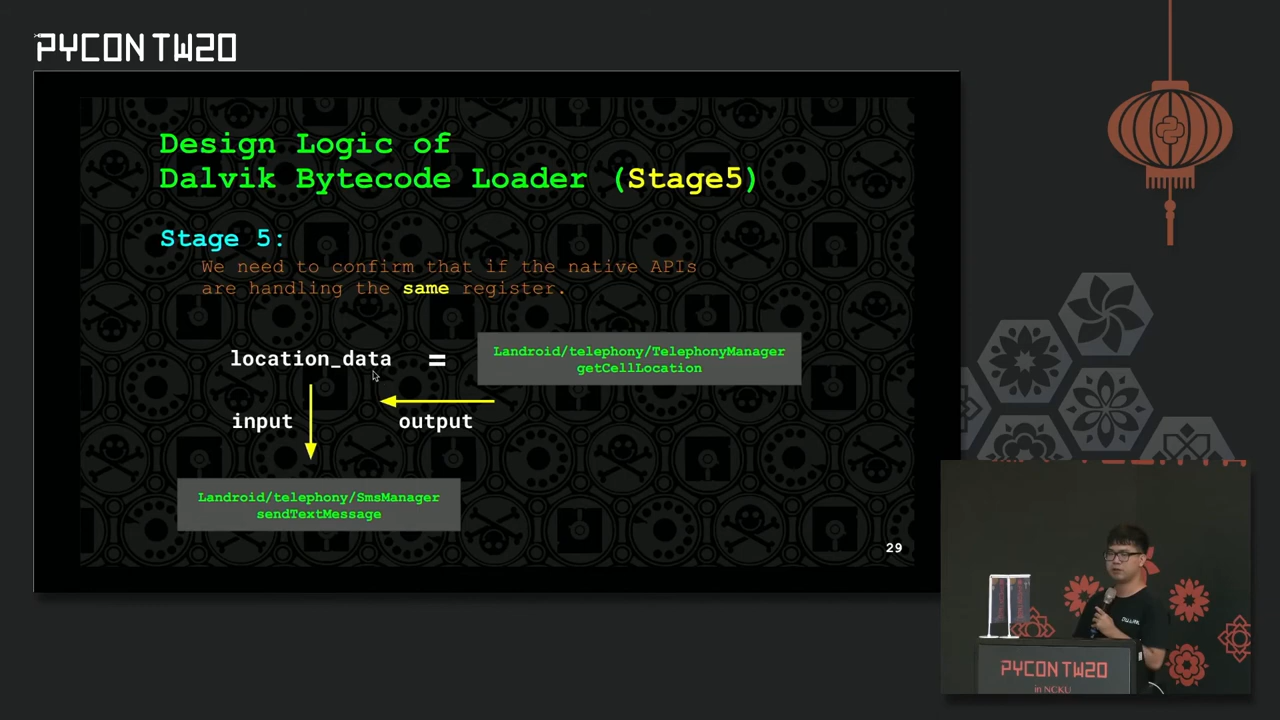 PYCON TW20
Design Logic of
Dalvik Bytecode Loader (Stage5)
Stage 5:
We need to confirm that if the native APIs
are handling the same register.
location_data =
Landroid/telephony/TelephonyManager
getCellLocation
input
output
Landroid/telephony/SmsManager
sendTextMessage
29
PYCON TW20
in NCKU